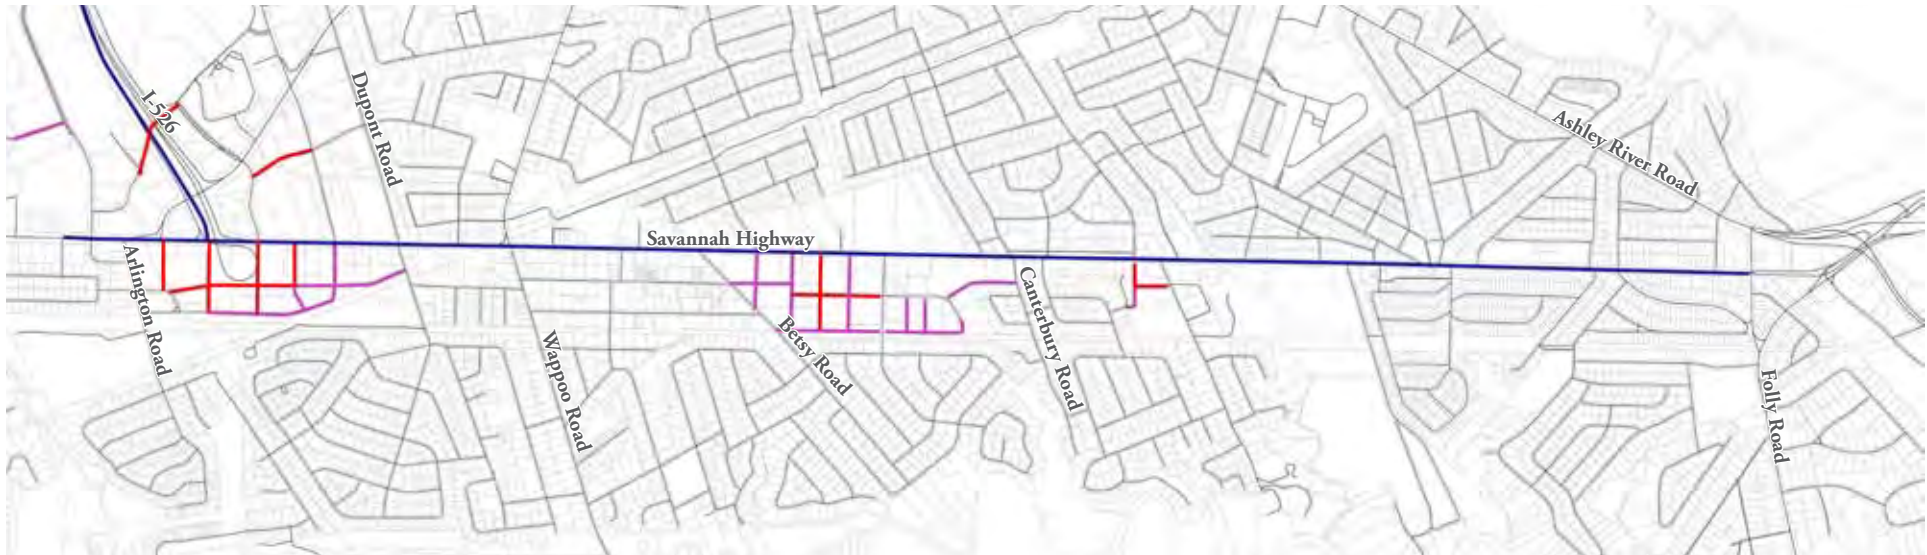 I-526
Dupont Road
Ashley River Road
Savannah Highway
Arlington Road
Wappoo Road
Betsy Road
Canterbury Road
Folly Road